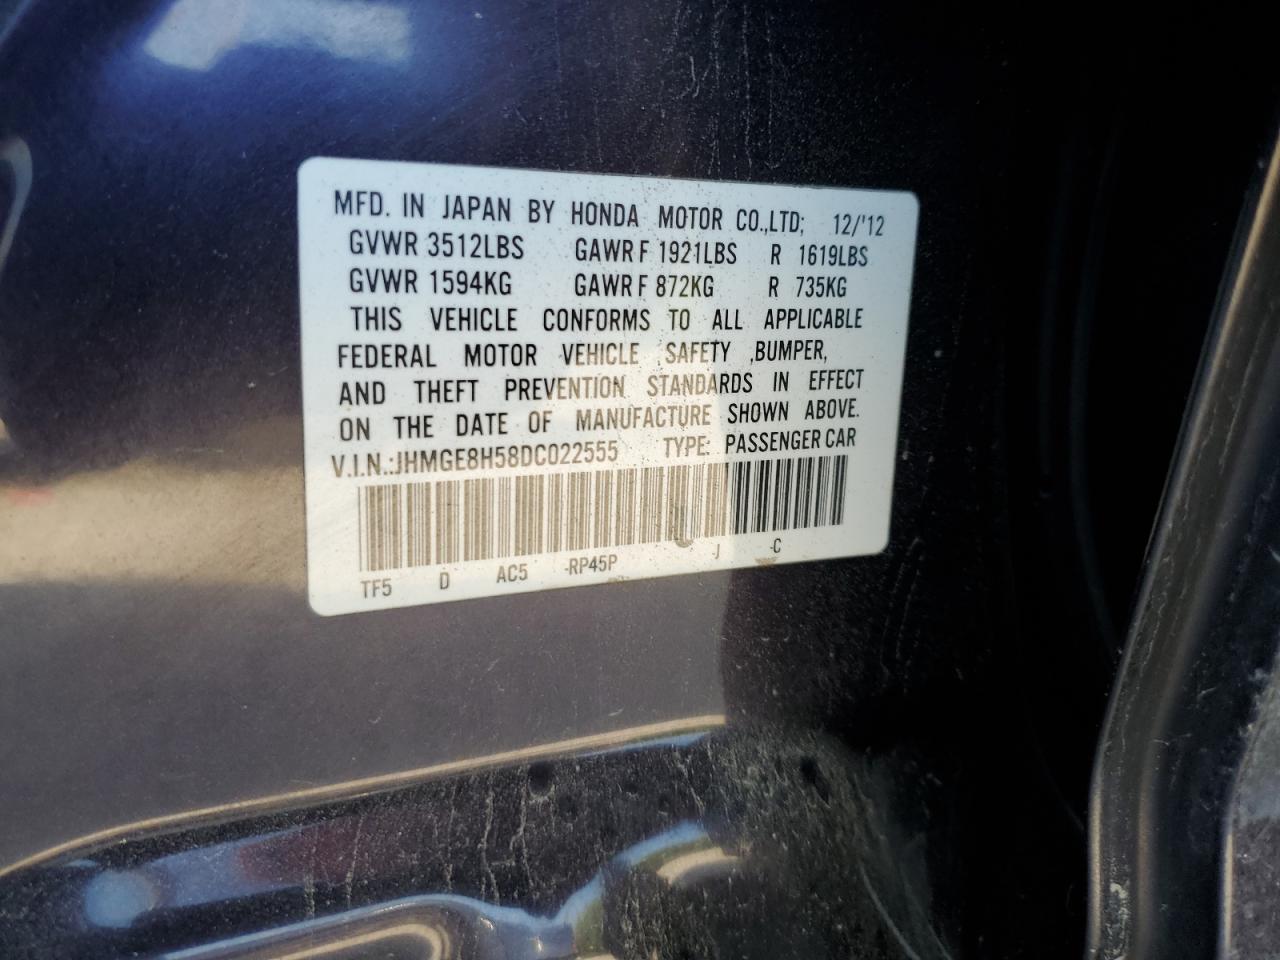 MFD. IN JAPAN BY HONDA MOTOR CO.,LTD; 12/'12
GVWR 3512LBS GAWR F 1921LBS R 1619LBS
GVWR 1594KG GAWR F 872KG R 735KG
THIS VEHICLE CONFORMS TO ALL APPLICABLE
FEDERAL MOTOR VEHICLE SAFETY ,BUMPER,
AND THEFT PREVENTION STANDARDS IN EFFECT
ON THE DATE OF MANUFACTURE SHOWN ABOVE.
V.I.N.:JHMGE8H58DC022555 TYPE: PASSENGER CAR
TF5 D AC5 -RP45P -J -C